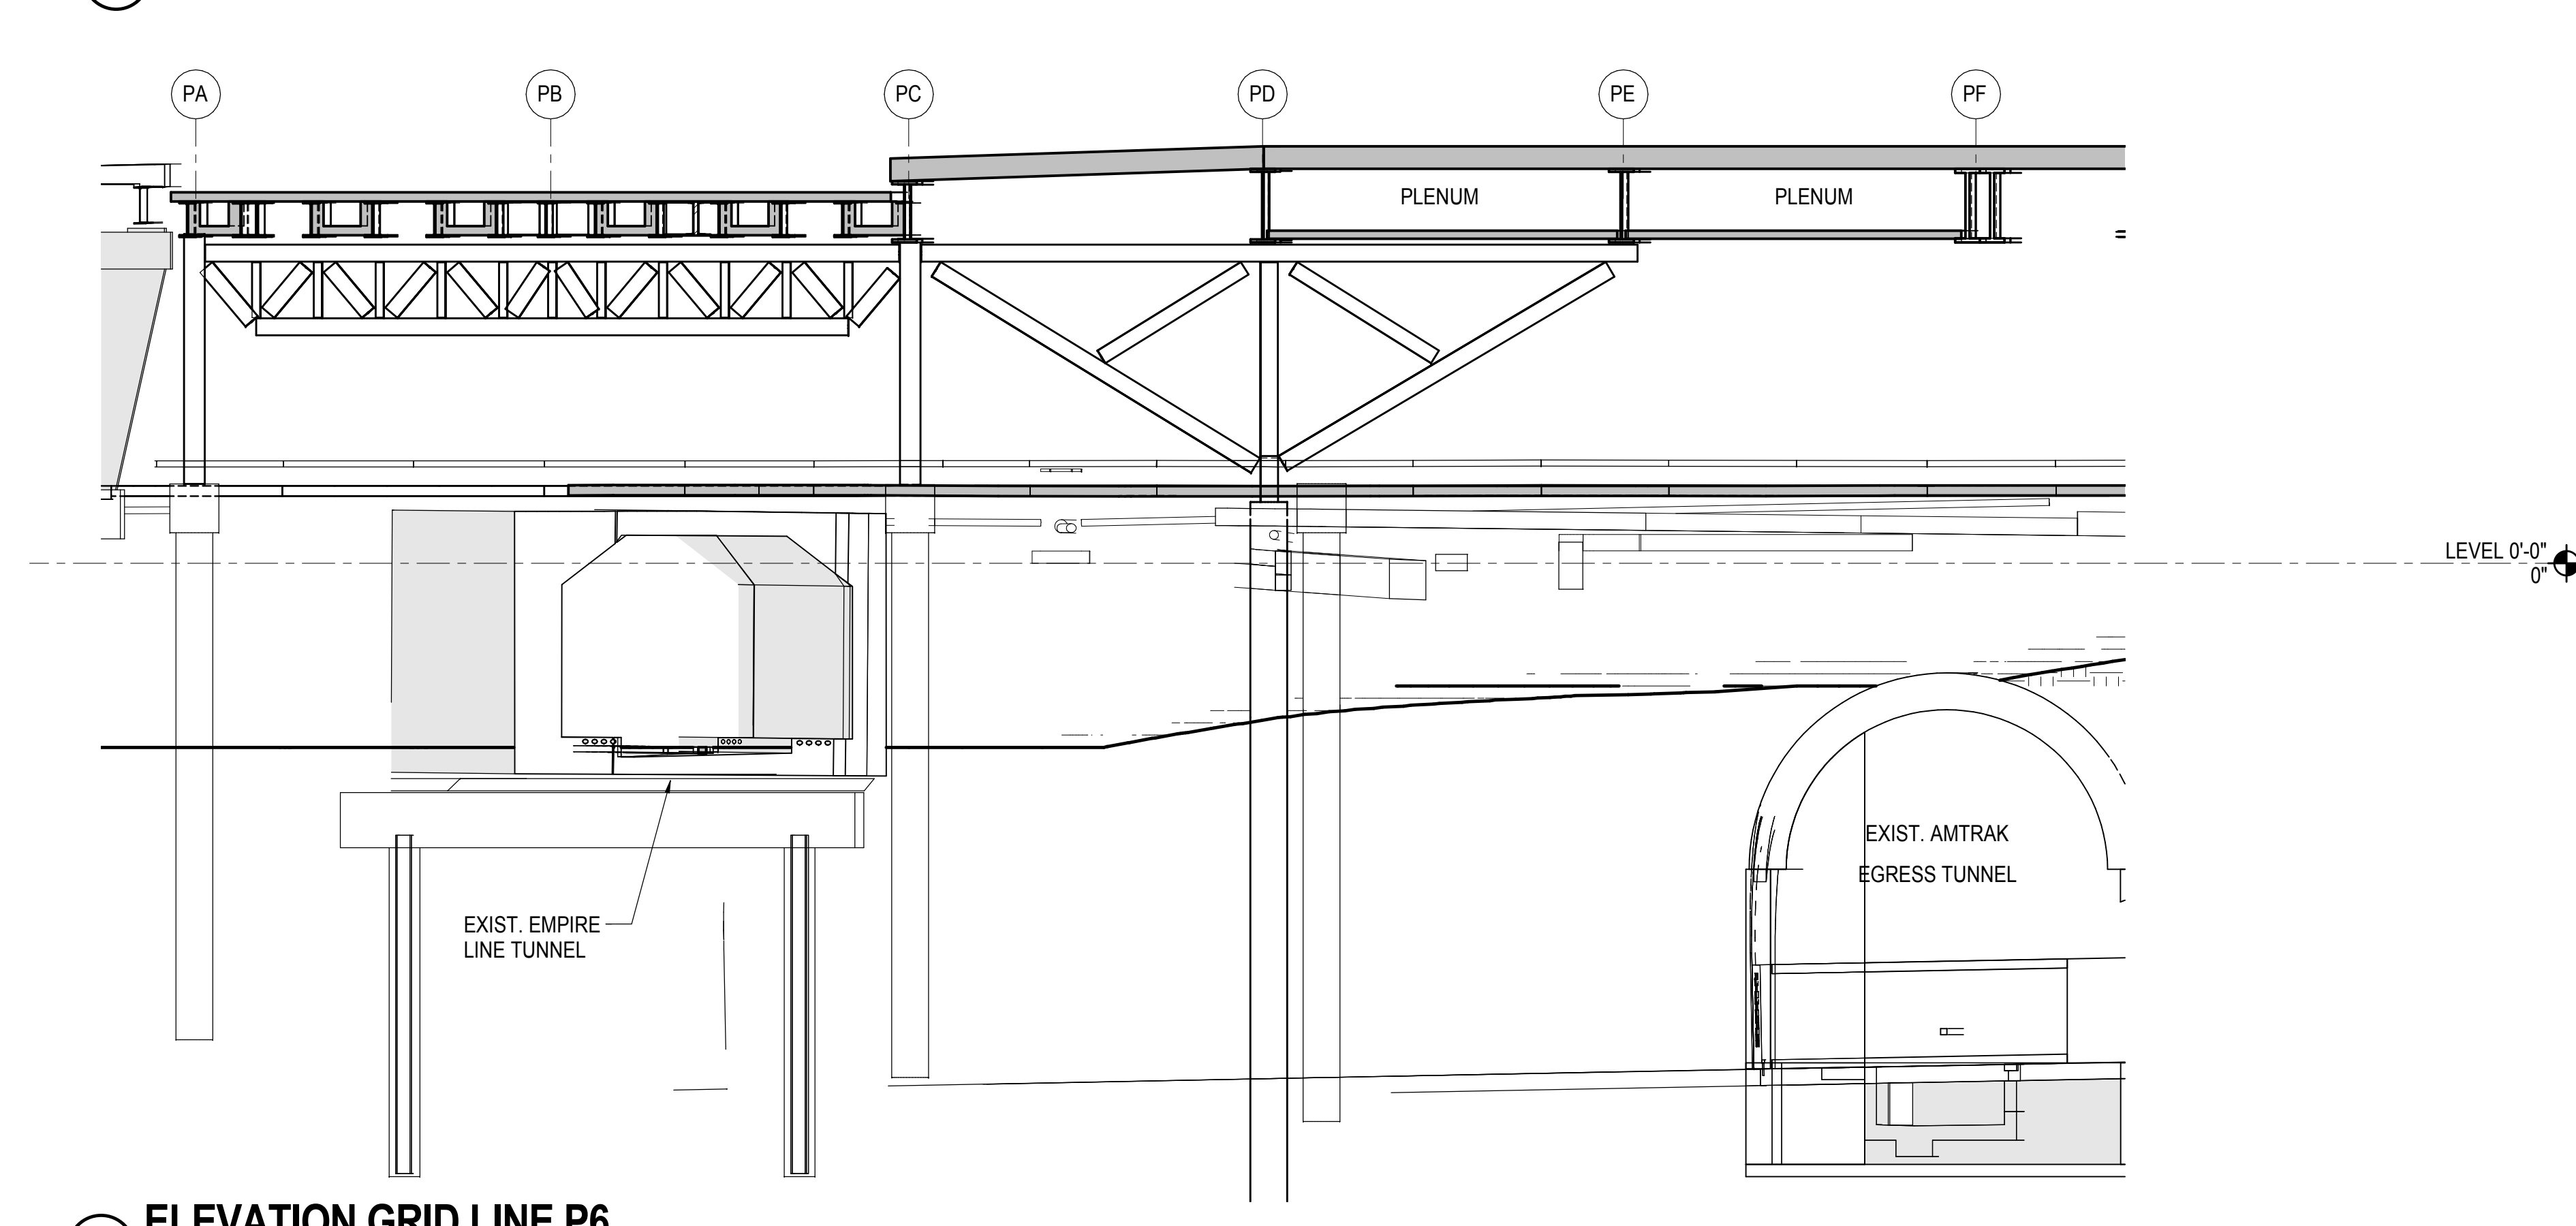 PA PB PC PD PE PF
PLENUM PLENUM
LEVEL 0'-0"
0"
EXIST. AMTRAK
EGRESS TUNNEL
EXIST. EMPIRE
LINE TUNNEL
ELEVATION GRID LINE P6